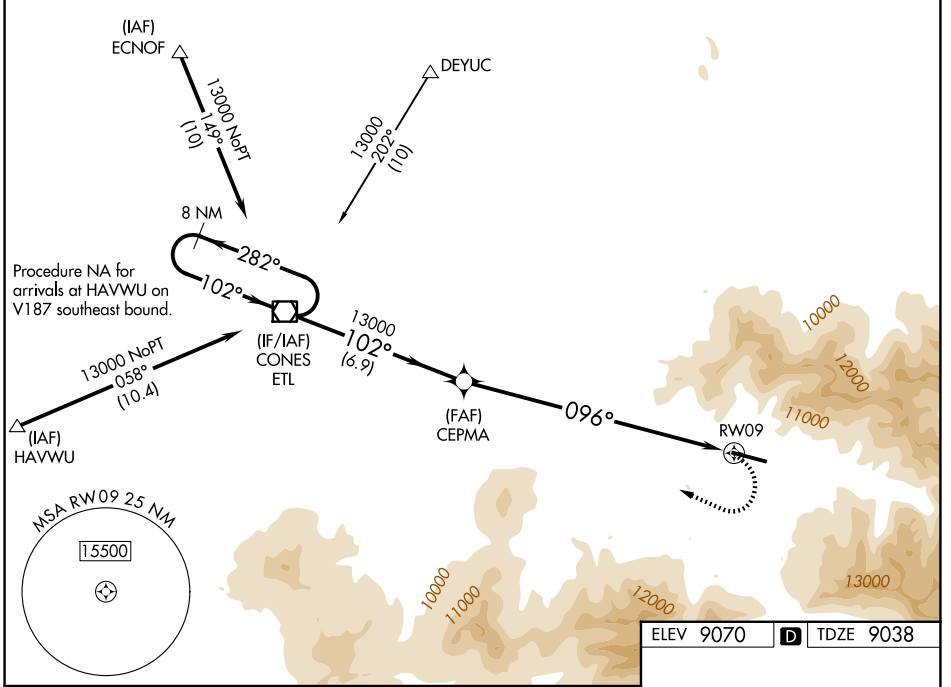 (IAF)
ECNOF
13000 NoPT
149°
(10)
DEYUC
13000
202°
(10)
8 NM
282°
102°
Procedure NA for
arrivals at HAVWU on
V187 southeast bound.
(IF/IAF)
CONES
ETL
13000
102°
(6.9)
13000 NoPT
058°
(10.4)
(IAF)
HAVWU
(FAF)
CEPMA
096°
RW09
10000
12000
11000
MSA RW09 25 NM
15500
10000
11000
12000
13000
ELEV 9070 D TDZE 9038